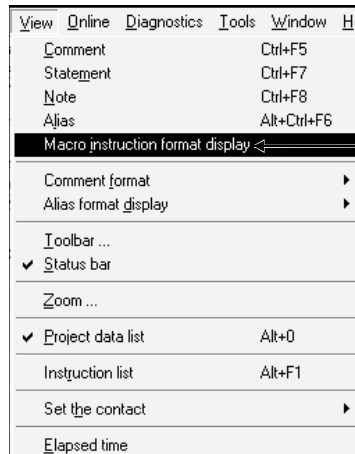 View Online Diagnostics Tools Window H
Comment Ctrl+F5
Statement Ctrl+F7
Note Ctrl+F8
Alias Alt+Ctrl+F6
Macro instruction format display
Comment format
Alias format display
Toolbar ...
Status bar
Zoom ...
Project data list Alt+0
Instruction list Alt+F1
Set the contact
Elapsed time